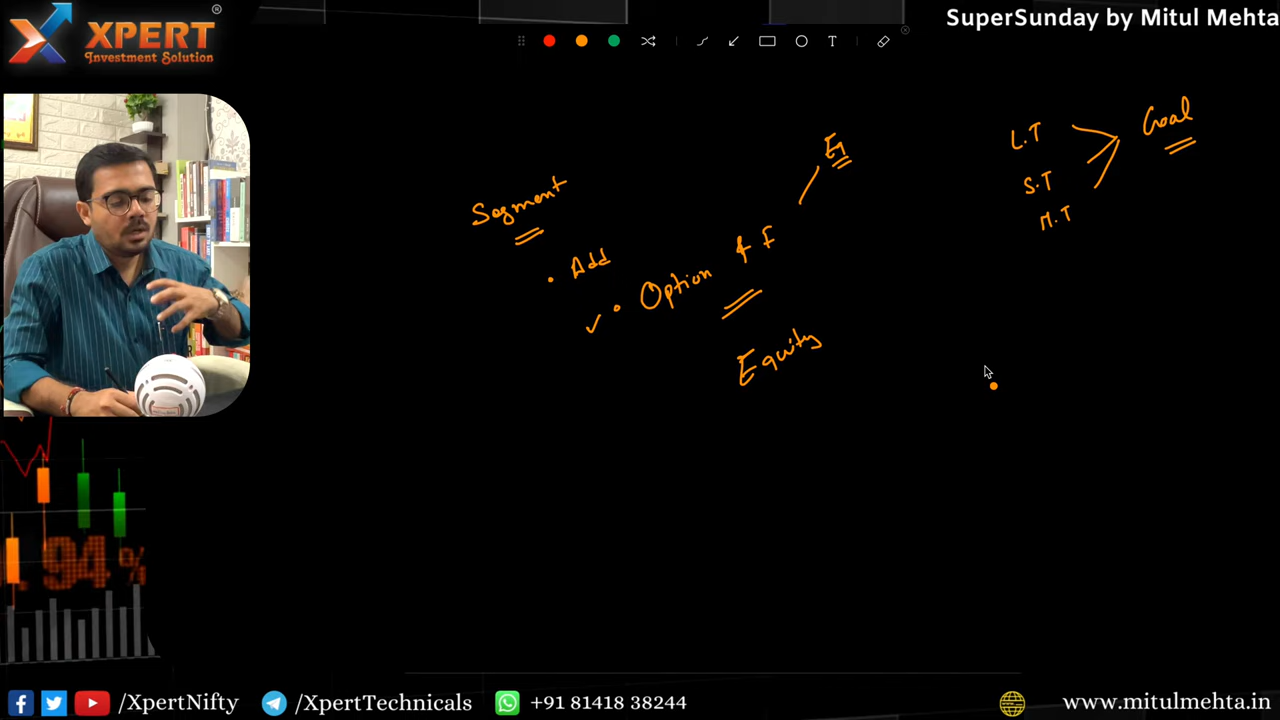 XPERT
Investment Solution
SuperSunday by Mitul Mehta
T
Goal
L.T
S.T
M.T
Segment
• Add
• Option & F
Equity
.94%
/XpertNifty
/XpertTechnicals
+91 81418 38244
www.mitulmehta.in